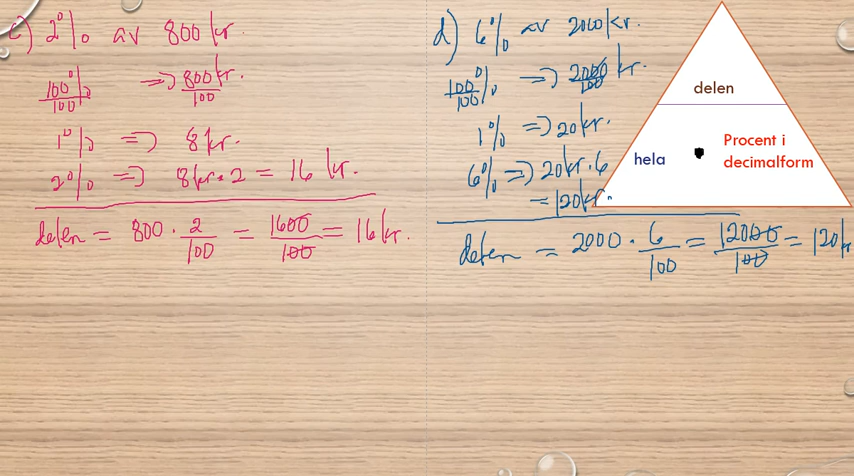 c) 2% av 800 kr.
100%/100 => 800 kr./100
1% => 8 kr.
2% => 8 kr • 2 = 16 kr.
delen = 800 · 2/100 = 1600/100 = 16 kr.
d) 6% av 2000 kr.
100%/100 => 2000 kr./100
1% => 20 kr.
6% => 20 kr • 6
= 120 kr.
delen = 2000 · 6/100 = 12000/100 = 120 kr
delen
hela
Procent i
decimalform